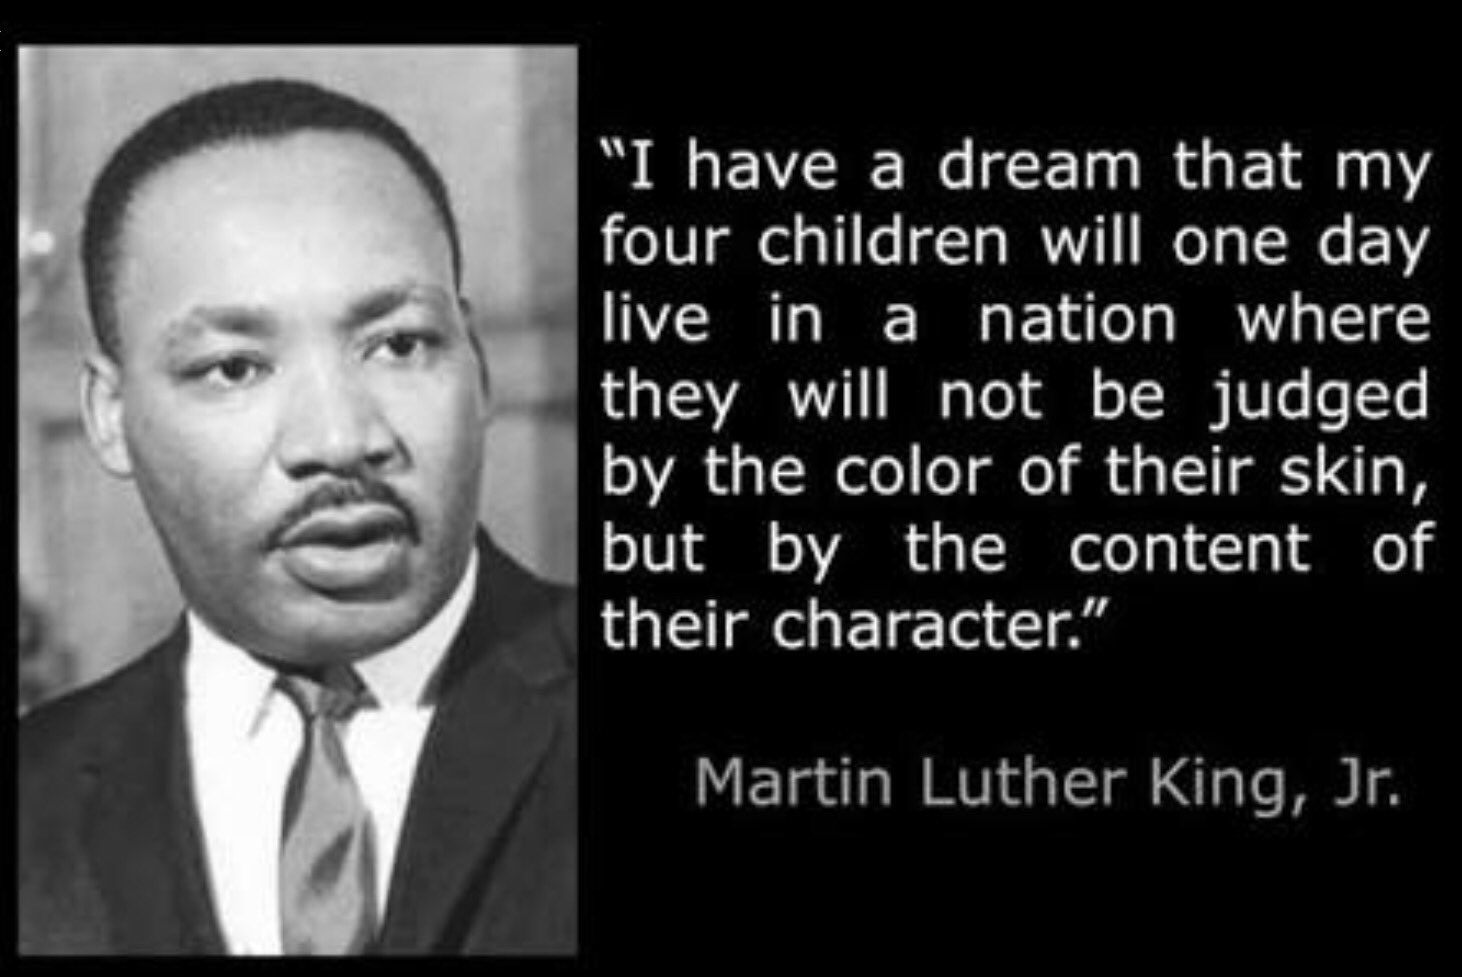 “I have a dream that my
four children will one day
live in a nation where
they will not be judged
by the color of their skin,
but by the content of
their character.”
Martin Luther King, Jr.